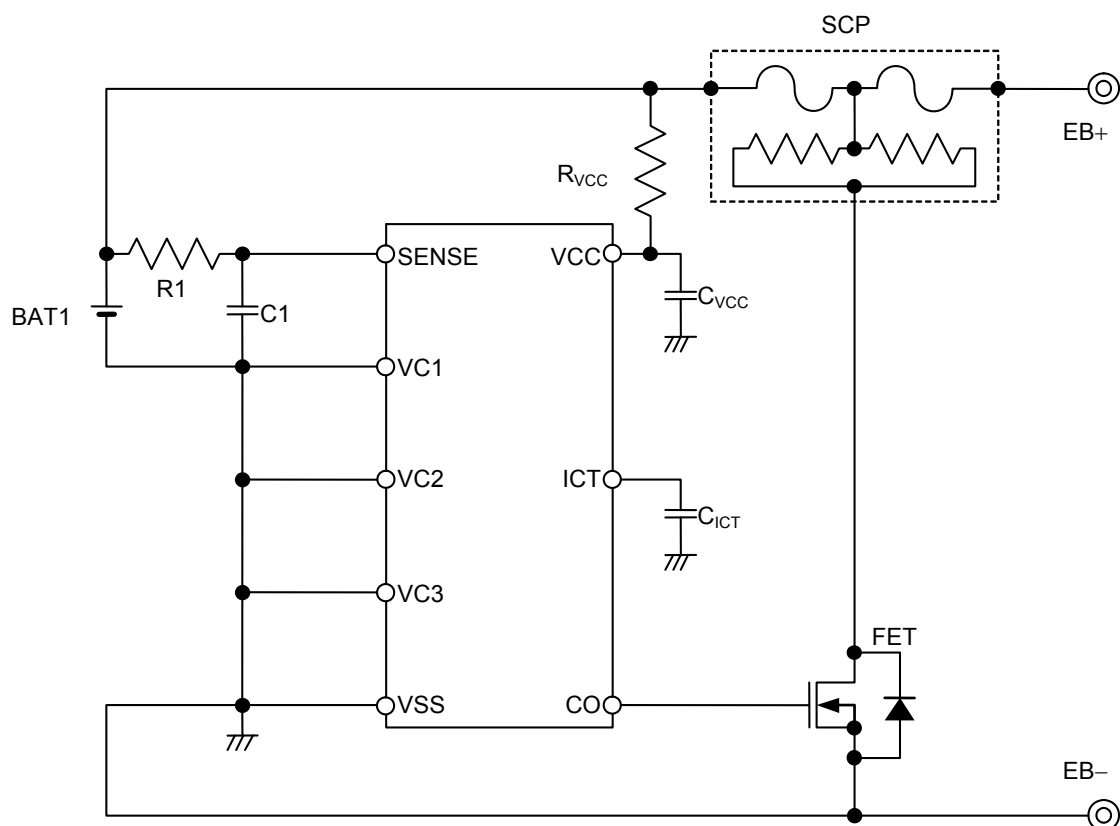 SCP
EB+
RVCC
SENSE
VCC
R1
CVCC
BAT1
C1
VC1
VC2
ICT
CICT
VC3
FET
VSS
CO
EB−